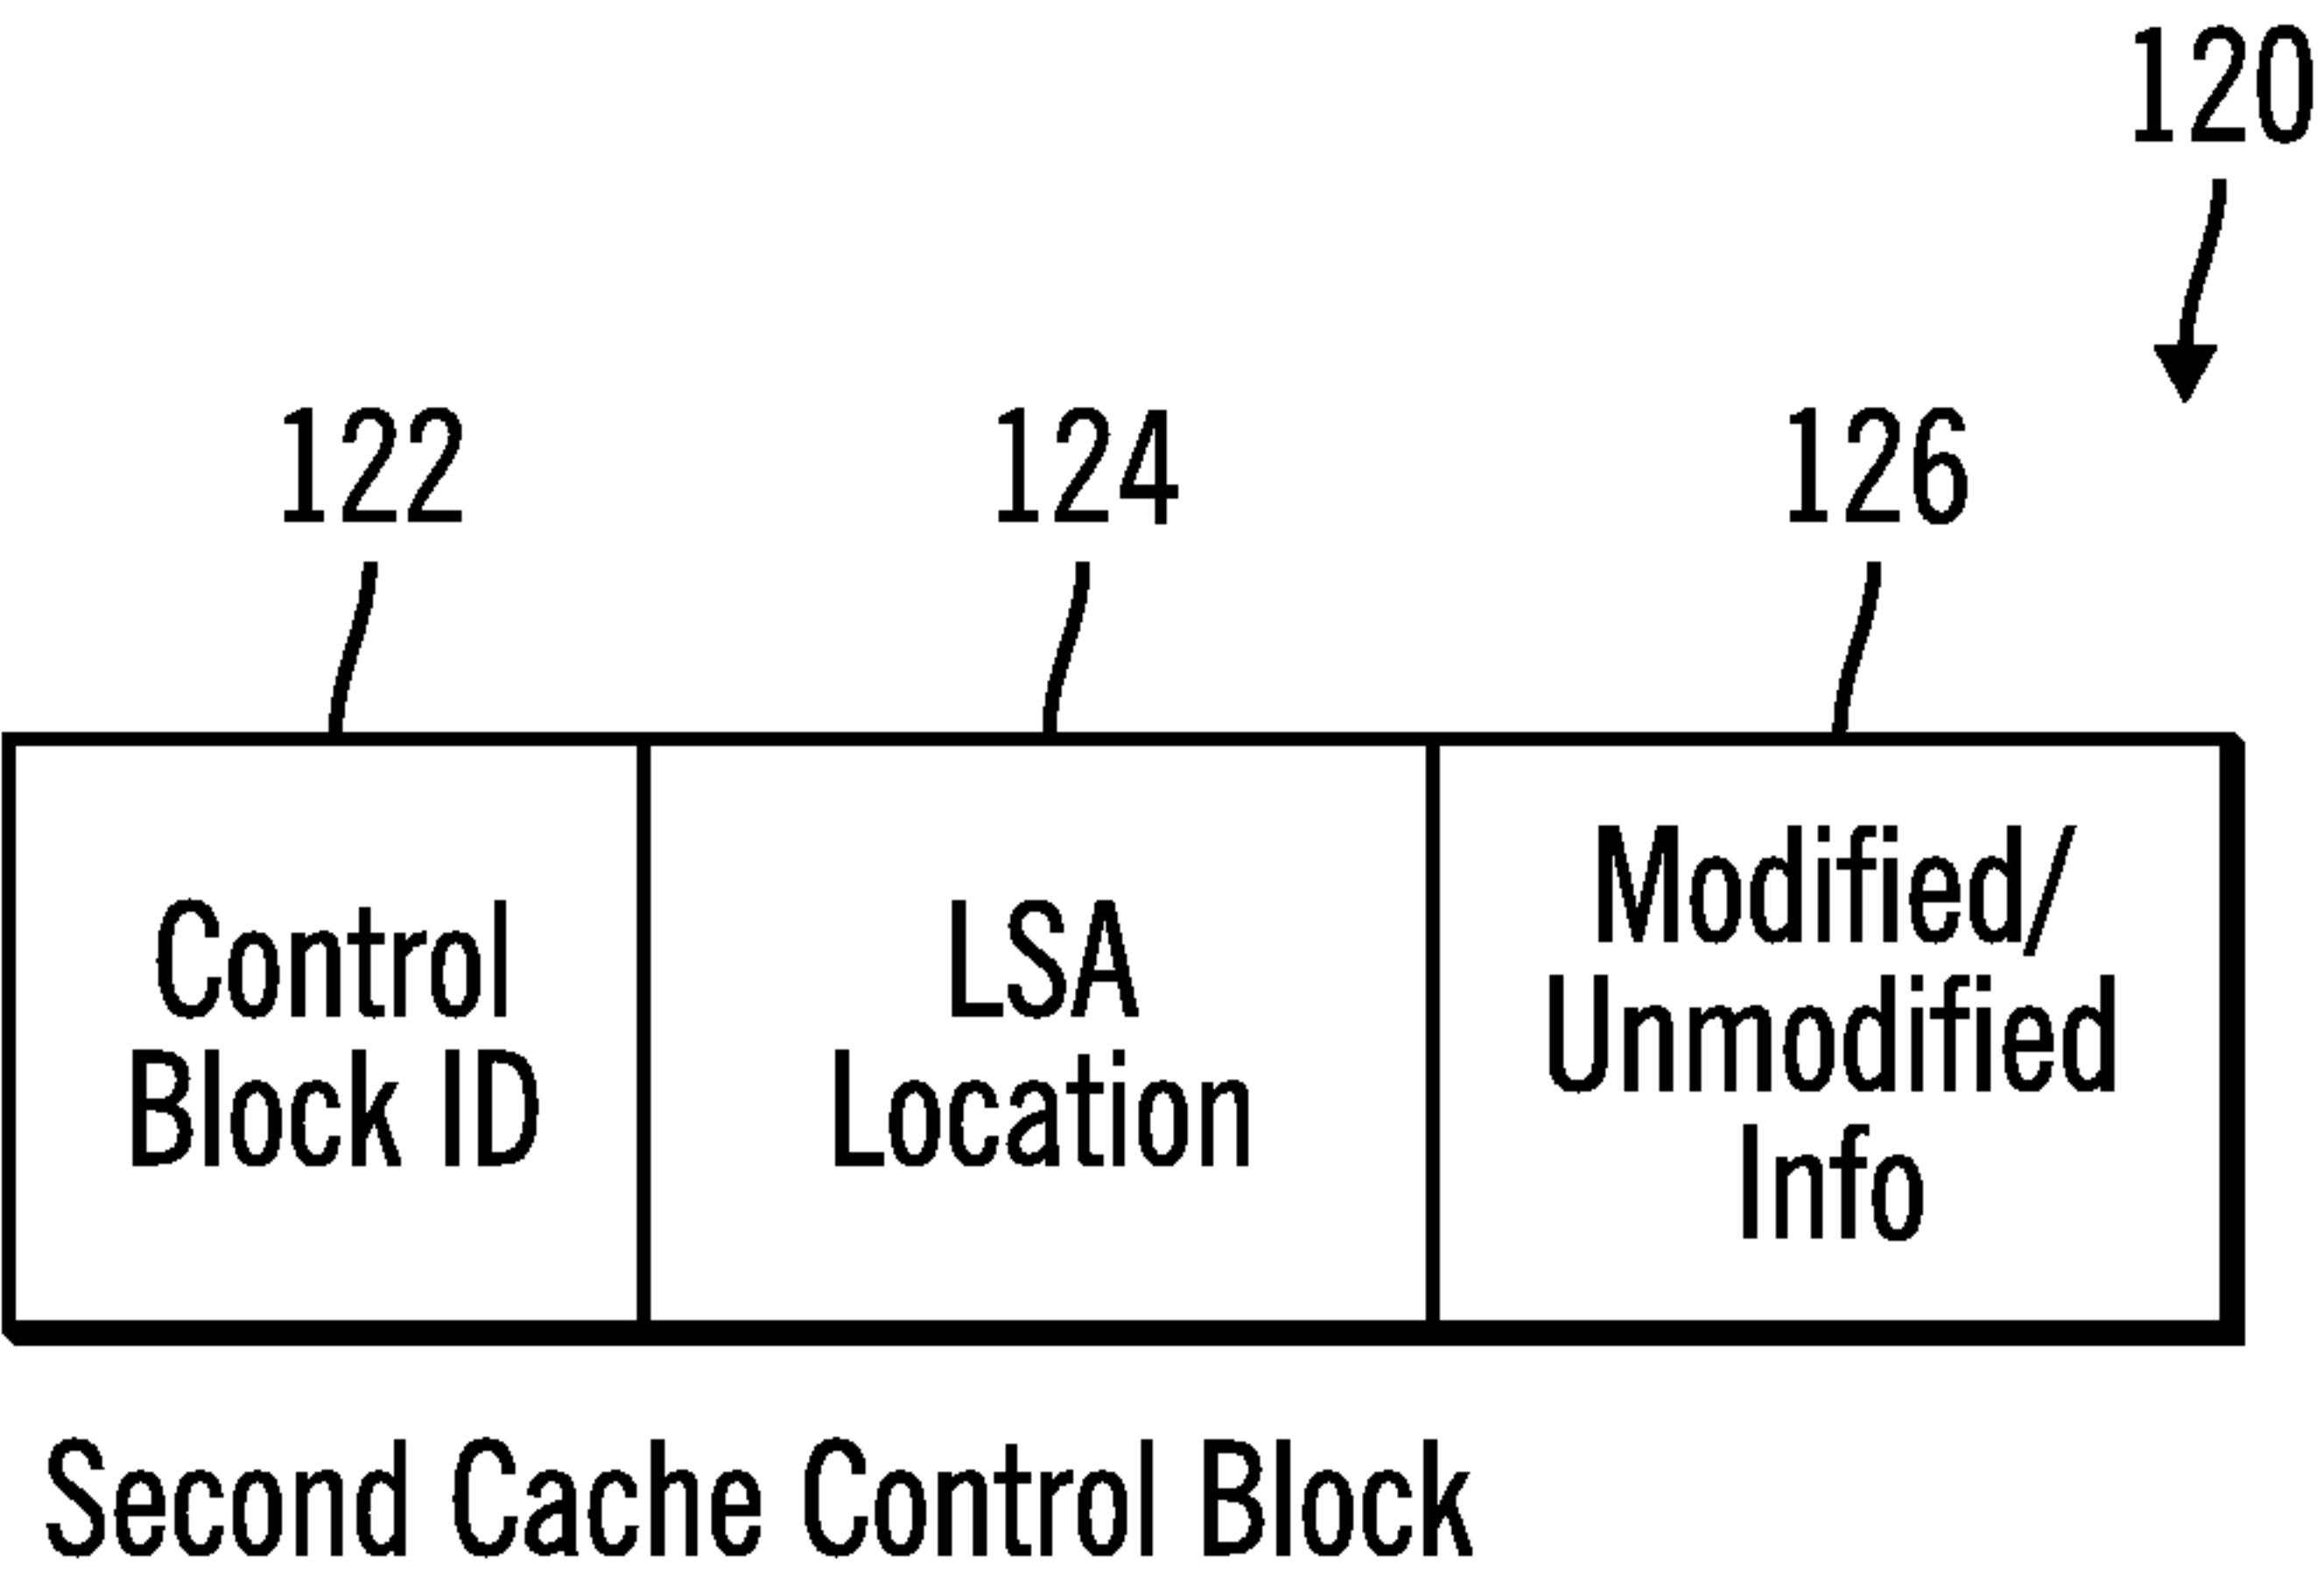 120
122 124 126
Control
Block ID
LSA
Location
Modified/
Unmodified
Info
Second Cache Control Block